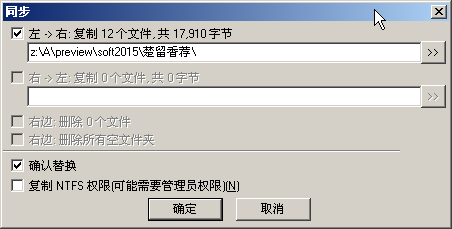 同步
左 -> 右: 复制 12 个文件, 共 17,910 字节
z:\A\preview\soft2015\楚留香荐\
>>
右 -> 左: 复制 0 个文件, 共 0 字节
>>
右边: 删除 0 个文件
右边: 删除所有空文件夹
确认替换
复制 NTFS 权限(可能需要管理员权限)(N)
确定
取消